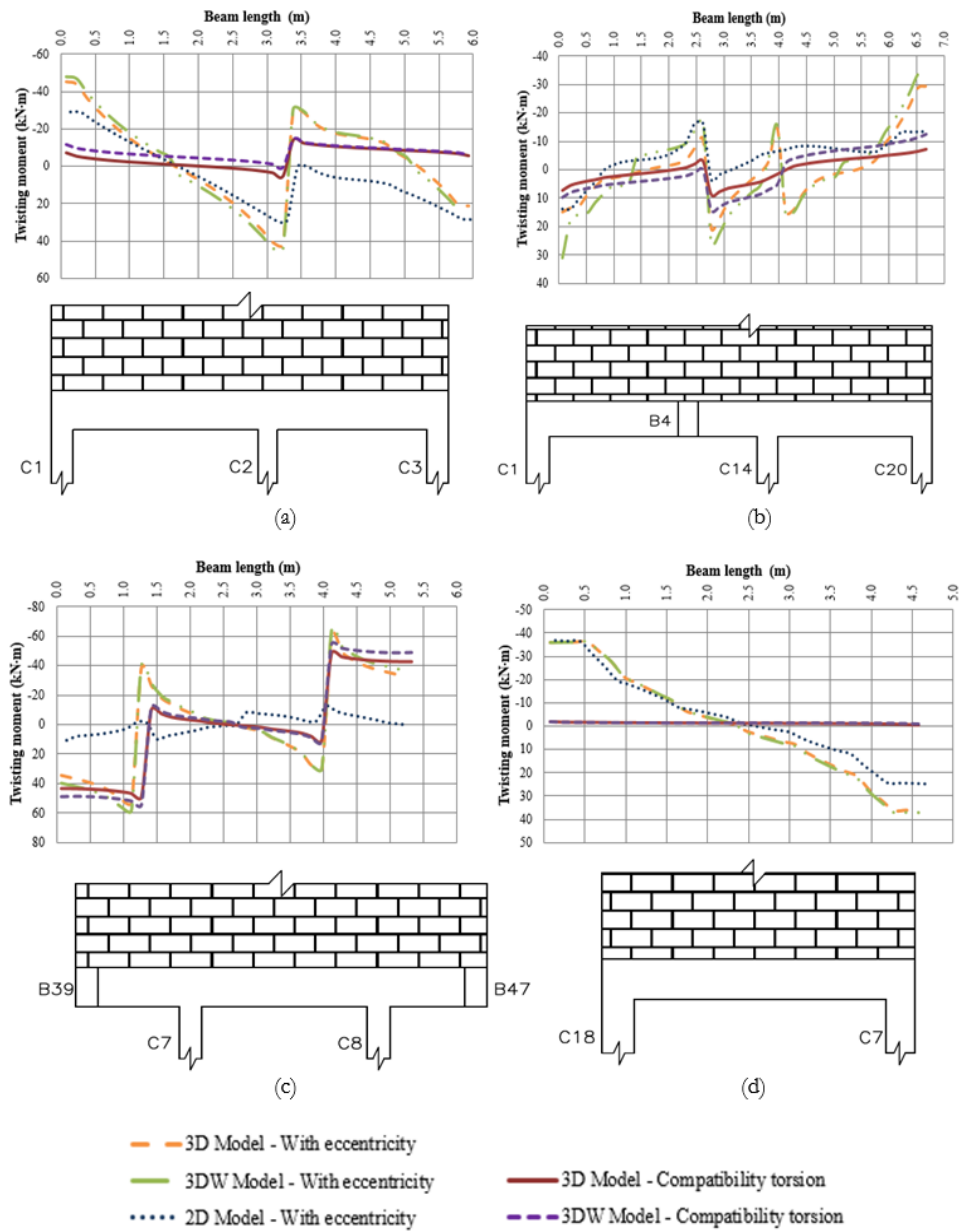 Beam length (m)
0.0 0.5 1.0 1.5 2.0 2.5 3.0 3.5 4.0 4.5 5.0 5.5 6.0
Twisting moment (kN·m)
-60
-40
-20
0
20
40
60
C1 C2 C3
(a)
Beam length (m)
0.0 0.5 1.0 1.5 2.0 2.5 3.0 3.5 4.0 4.5 5.0 5.5 6.0 6.5 7.0
Twisting moment (kN·m)
-40
-30
-20
-10
0
10
20
30
40
B4
C1 C14 C20
(b)
Beam length (m)
0.0 0.5 1.0 1.5 2.0 2.5 3.0 3.5 4.0 4.5 5.0 5.5 6.0
Twisting moment (kN·m)
-80
-60
-40
-20
0
20
40
60
80
B39 B47
C7 C8
(c)
Beam length (m)
0.0 0.5 1.0 1.5 2.0 2.5 3.0 3.5 4.0 4.5 5.0
Twisting moment (kN·m)
-50
-40
-30
-20
-10
0
10
20
30
40
50
C18 C7
(d)
3D Model - With eccentricity
3DW Model - With eccentricity
2D Model - With eccentricity
3D Model - Compatibility torsion
3DW Model - Compatibility torsion